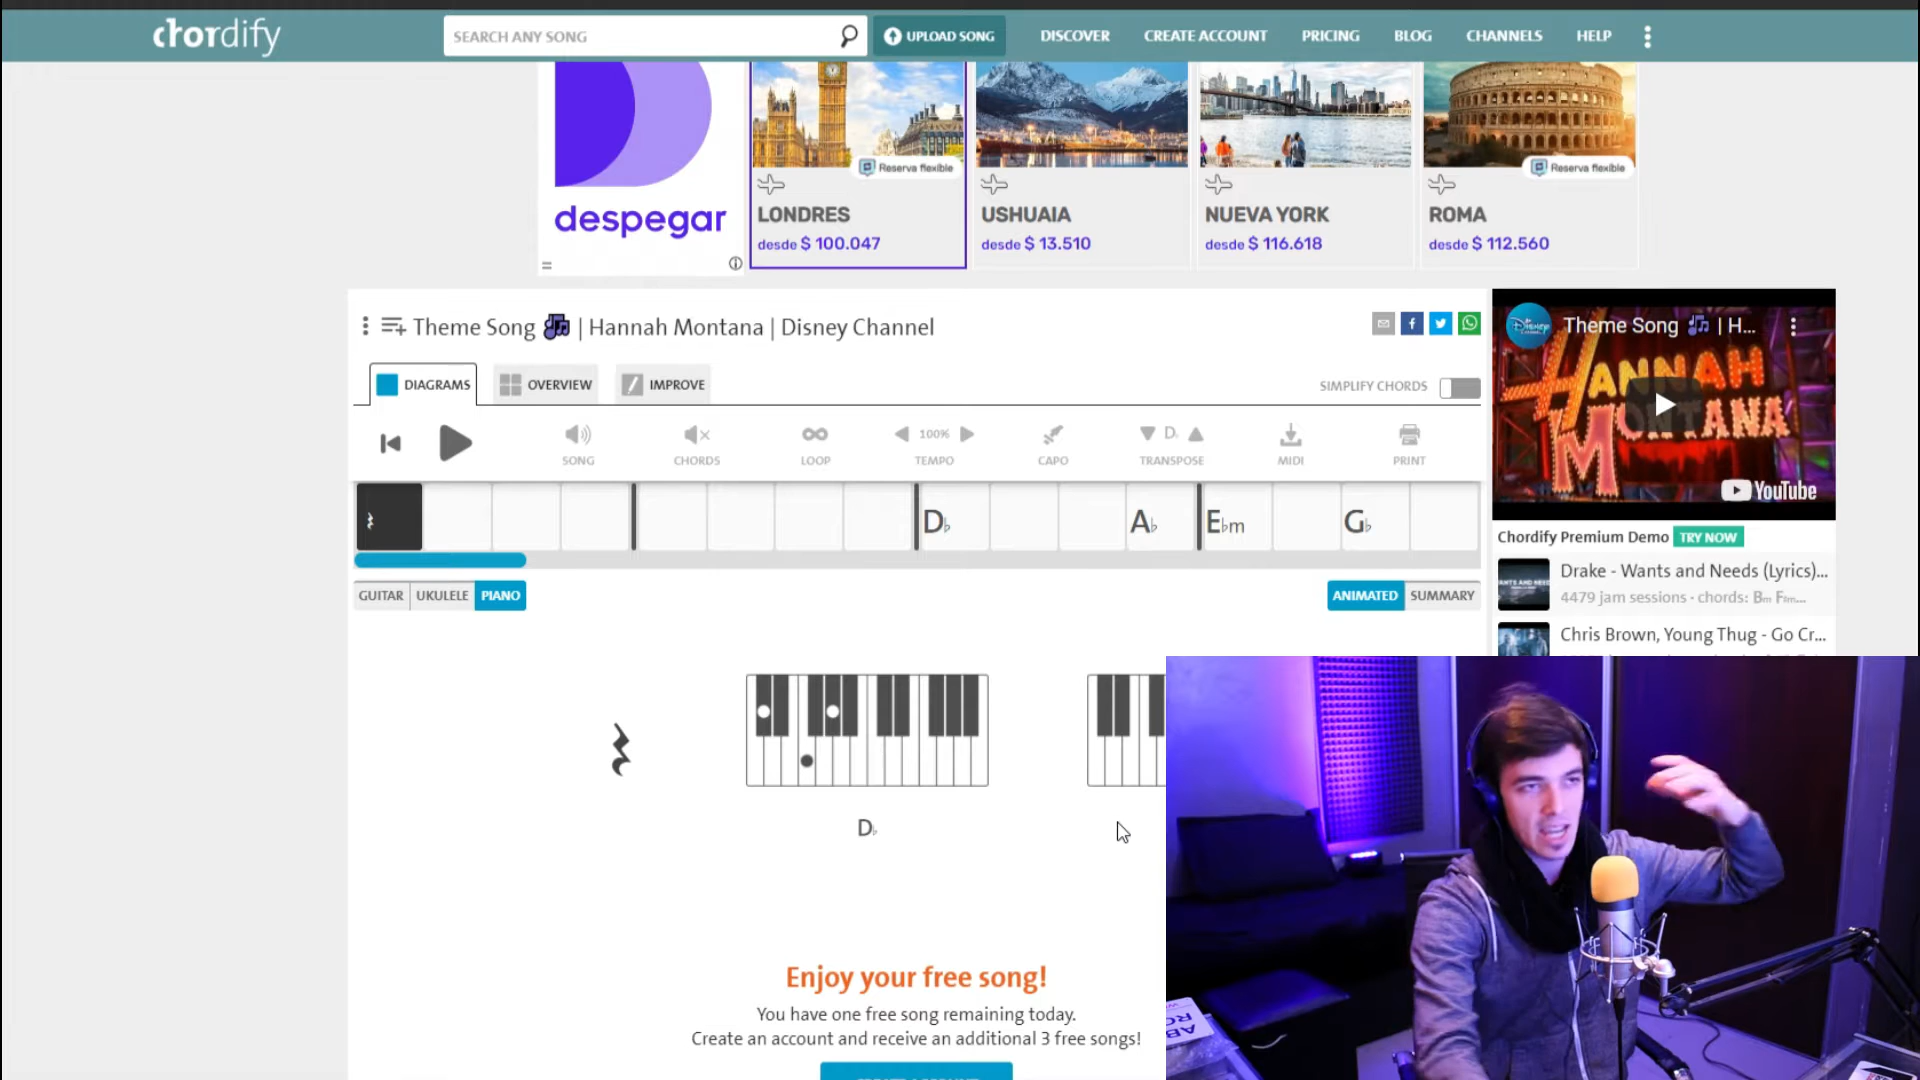 chordify
SEARCH ANY SONG
UPLOAD SONG
DISCOVER
CREATE ACCOUNT
PRICING
BLOG
CHANNELS
HELP
despegar
Reserva flexible
LONDRES
desde $ 100.047
USHUAIA
desde $ 13.510
NUEVA YORK
desde $ 116.618
Reserva flexible
ROMA
desde $ 112.560
Theme Song | Hannah Montana | Disney Channel
DIAGRAMS
OVERVIEW
IMPROVE
SIMPLIFY CHORDS
SONG
CHORDS
LOOP
100%
TEMPO
CAPO
D♭
TRANSPOSE
MIDI
PRINT
D♭
A♭
E♭m
G♭
GUITAR
UKULELE
PIANO
ANIMATED
SUMMARY
D♭
Enjoy your free song!
You have one free song remaining today.
Create an account and receive an additional 3 free songs!
Disney
Theme Song | H...
HANNAH
MONTANA
YouTube
Chordify Premium Demo TRY NOW
WANTS AND NEEDS
Drake - Wants and Needs (Lyrics)...
4479 jam sessions • chords: Bm F#m...
Chris Brown, Young Thug - Go Cr...